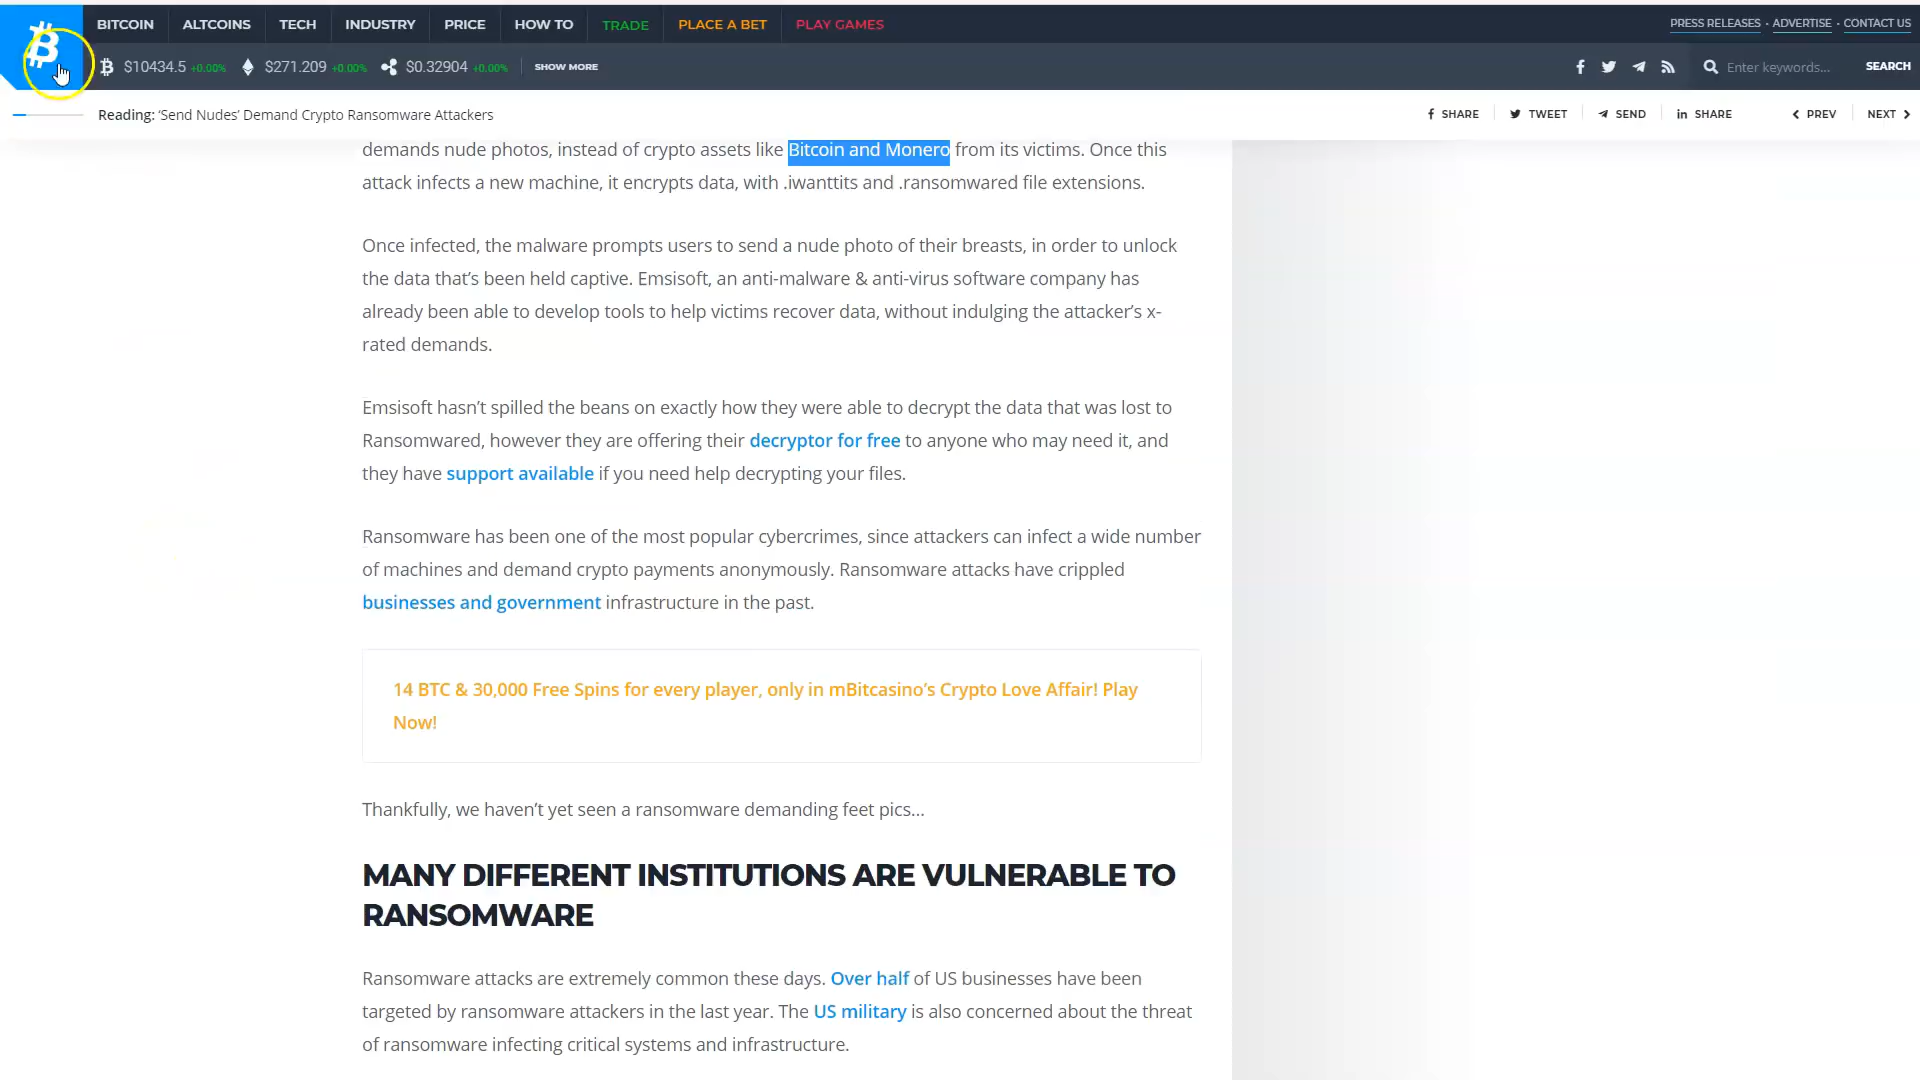 BITCOIN ALTCOINS TECH INDUSTRY PRICE HOW TO TRADE PLACE A BET PLAY GAMES PRESS RELEASES - ADVERTISE - CONTACT US
$10434.5 +0.00% $271.209 +0.00% $0.32904 +0.00% SHOW MORE Enter keywords... SEARCH
Reading: ‘Send Nudes’ Demand Crypto Ransomware Attackers SHARE TWEET SEND SHARE PREV NEXT
demands nude photos, instead of crypto assets like Bitcoin and Monero from its victims. Once this
attack infects a new machine, it encrypts data, with .iwanttits and .ransomwared file extensions.
Once infected, the malware prompts users to send a nude photo of their breasts, in order to unlock
the data that’s been held captive. Emsisoft, an anti-malware & anti-virus software company has
already been able to develop tools to help victims recover data, without indulging the attacker’s x-
rated demands.
Emsisoft hasn’t spilled the beans on exactly how they were able to decrypt the data that was lost to
Ransomwared, however they are offering their decryptor for free to anyone who may need it, and
they have support available if you need help decrypting your files.
Ransomware has been one of the most popular cybercrimes, since attackers can infect a wide number
of machines and demand crypto payments anonymously. Ransomware attacks have crippled
businesses and government infrastructure in the past.
14 BTC & 30,000 Free Spins for every player, only in mBitcasino’s Crypto Love Affair! Play
Now!
Thankfully, we haven’t yet seen a ransomware demanding feet pics…
MANY DIFFERENT INSTITUTIONS ARE VULNERABLE TO
RANSOMWARE
Ransomware attacks are extremely common these days. Over half of US businesses have been
targeted by ransomware attackers in the last year. The US military is also concerned about the threat
of ransomware infecting critical systems and infrastructure.